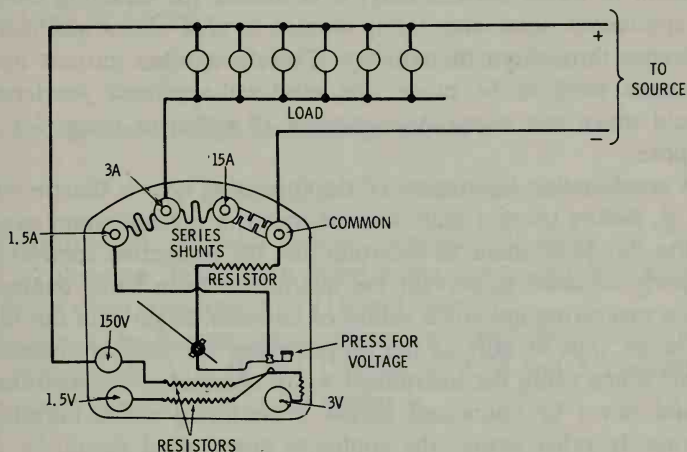 +
TO
SOURCE
LOAD
−
3A
15A
1.5A
COMMON
SERIES
SHUNTS
RESISTOR
150V
PRESS FOR
VOLTAGE
1.5V
3V
RESISTORS